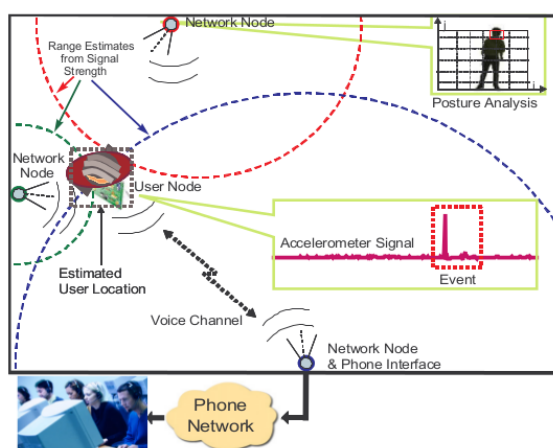 Network Node
Range Estimates
from Signal
Strength
j
i
Posture Analysis
Network
Node
User Node
Accelerometer Signal
Event
Estimated
User Location
Voice Channel
Network Node
& Phone Interface
Phone
Network